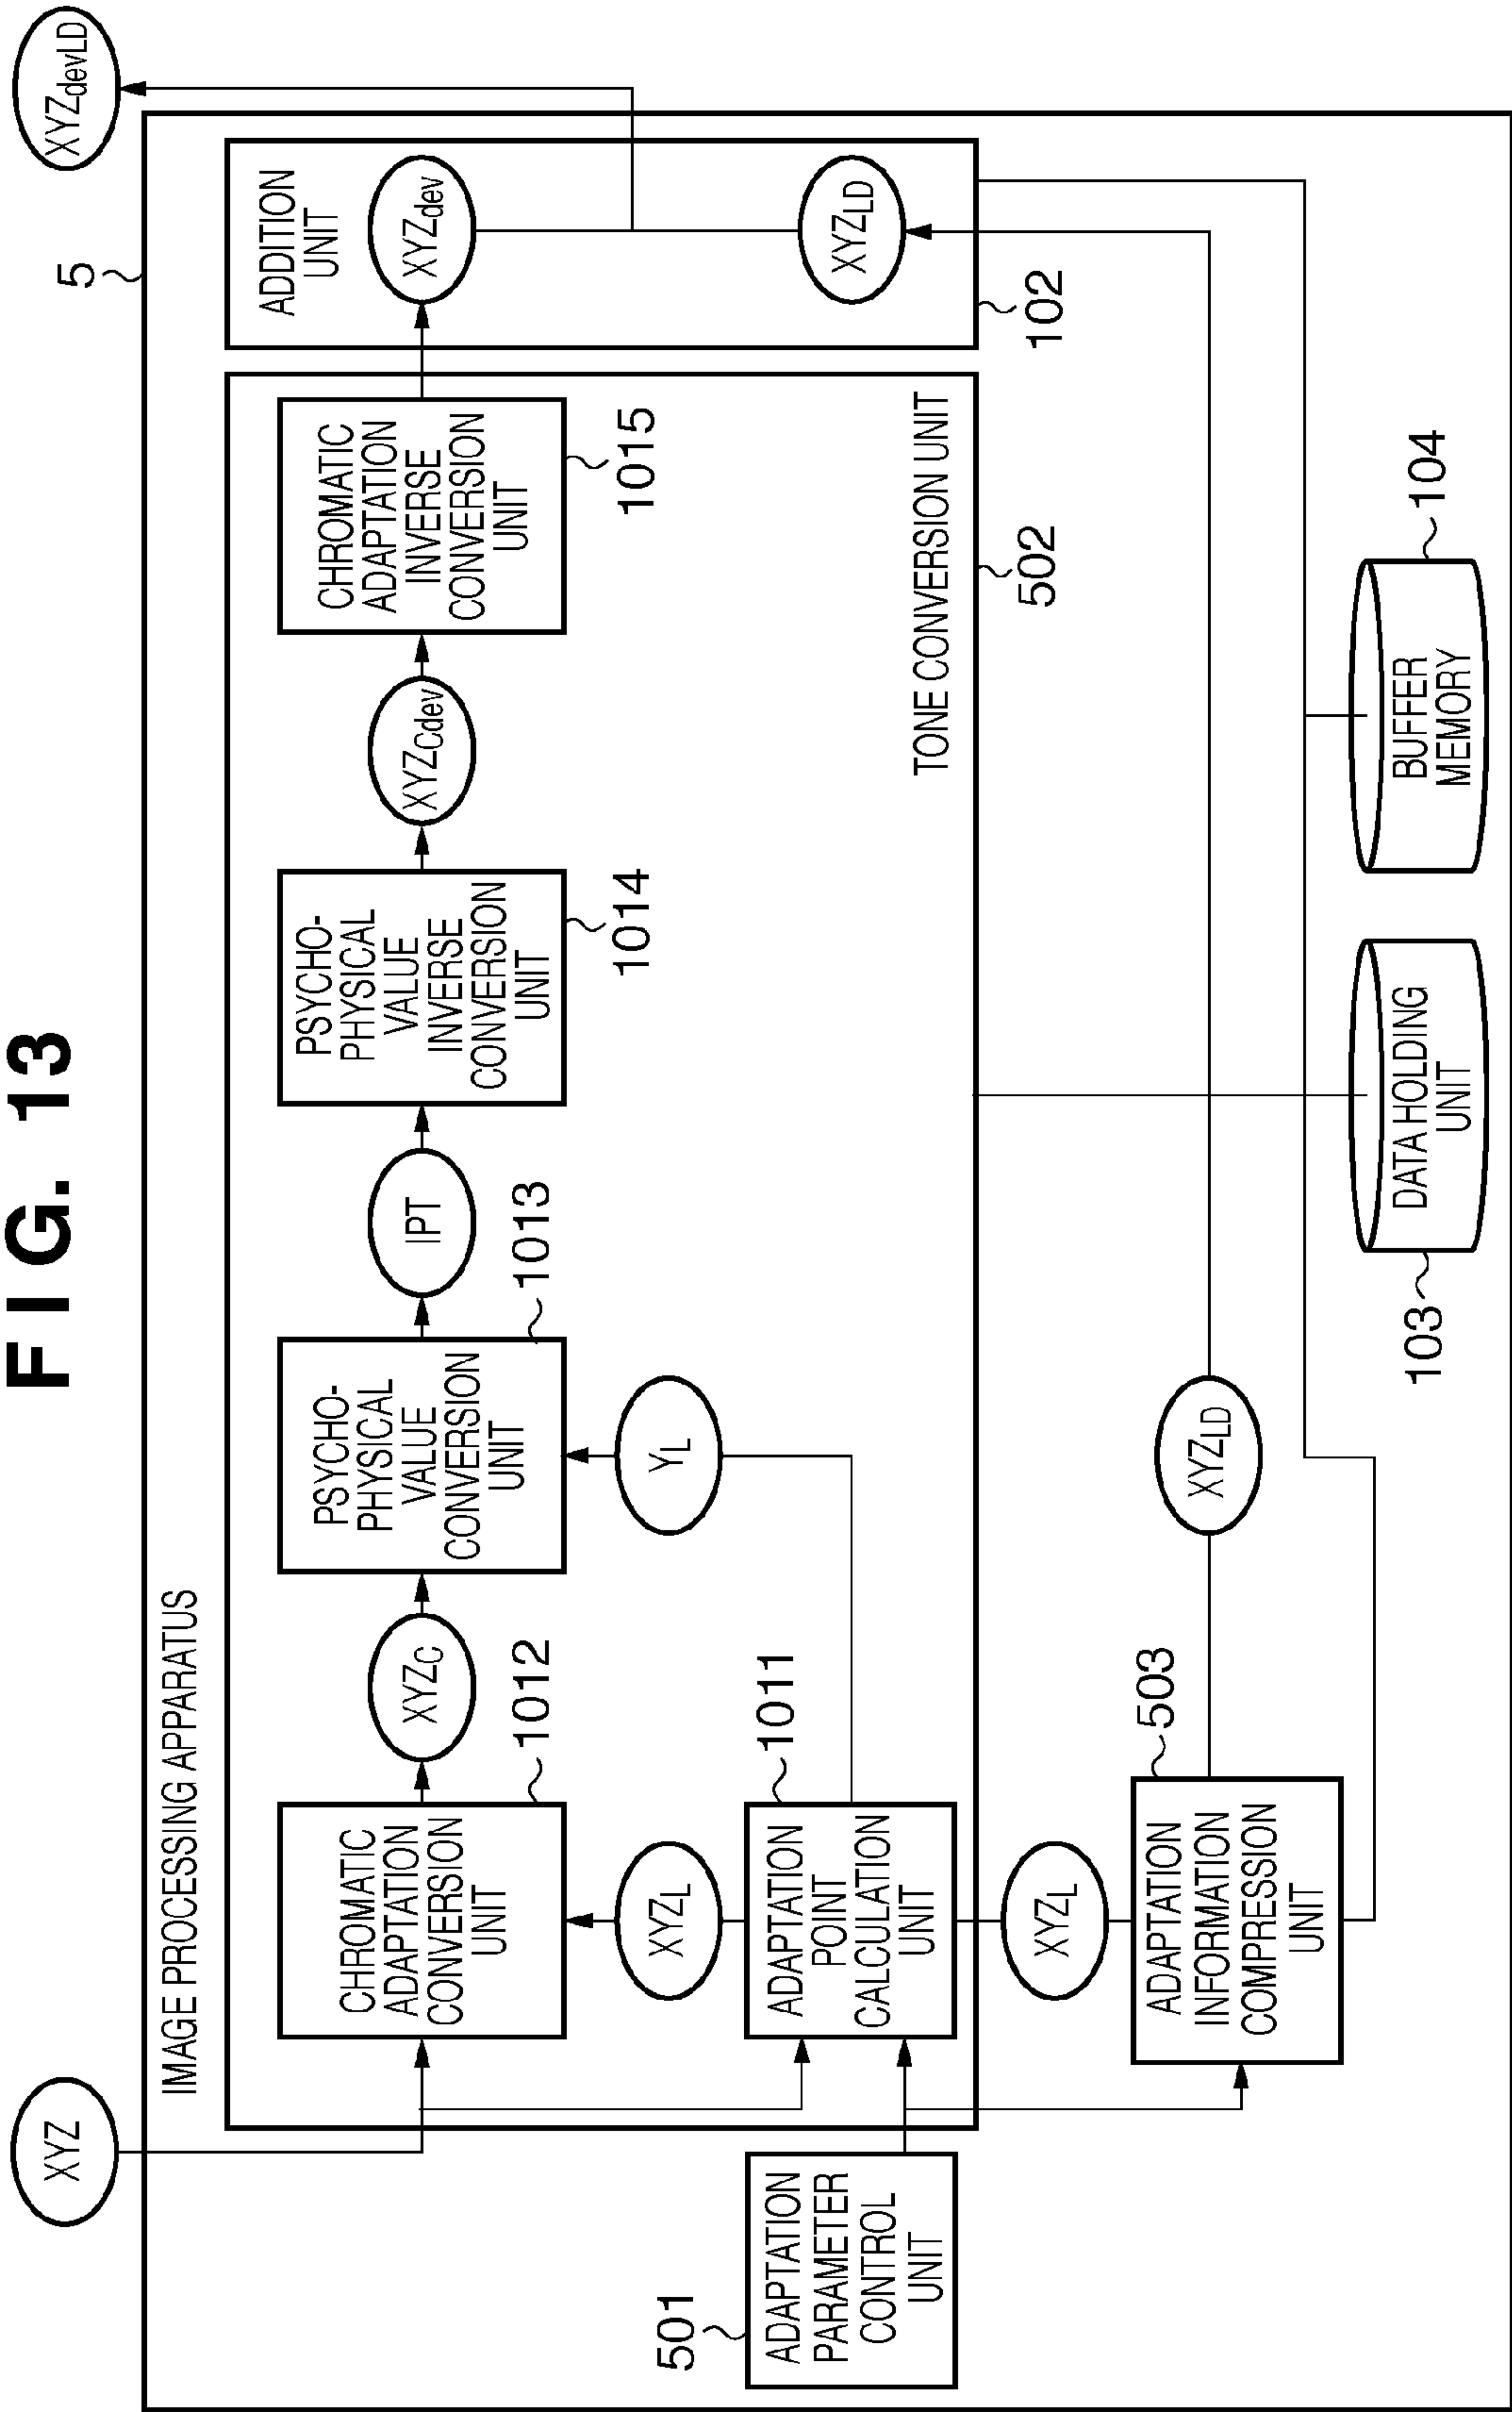 FIG. 13
XYZ
XYZdevLD
5
IMAGE PROCESSING APPARATUS
CHROMATIC
ADAPTATION
CONVERSION
UNIT
1012
XYZC
PSYCHO-
PHYSICAL
VALUE
CONVERSION
UNIT
1013
IPT
PSYCHO-
PHYSICAL
VALUE
INVERSE
CONVERSION
UNIT
1014
XYZCdev
CHROMATIC
ADAPTATION
INVERSE
CONVERSION
UNIT
1015
ADDITION
UNIT
XYZdev
XYZLD
102
XYZL
YL
501
ADAPTATION
PARAMETER
CONTROL
UNIT
ADAPTATION
POINT
CALCULATION
UNIT
1011
TONE CONVERSION UNIT
502
XYZL
ADAPTATION
INFORMATION
COMPRESSION
UNIT
503
XYZLD
DATA HOLDING
UNIT
103
BUFFER
MEMORY
104